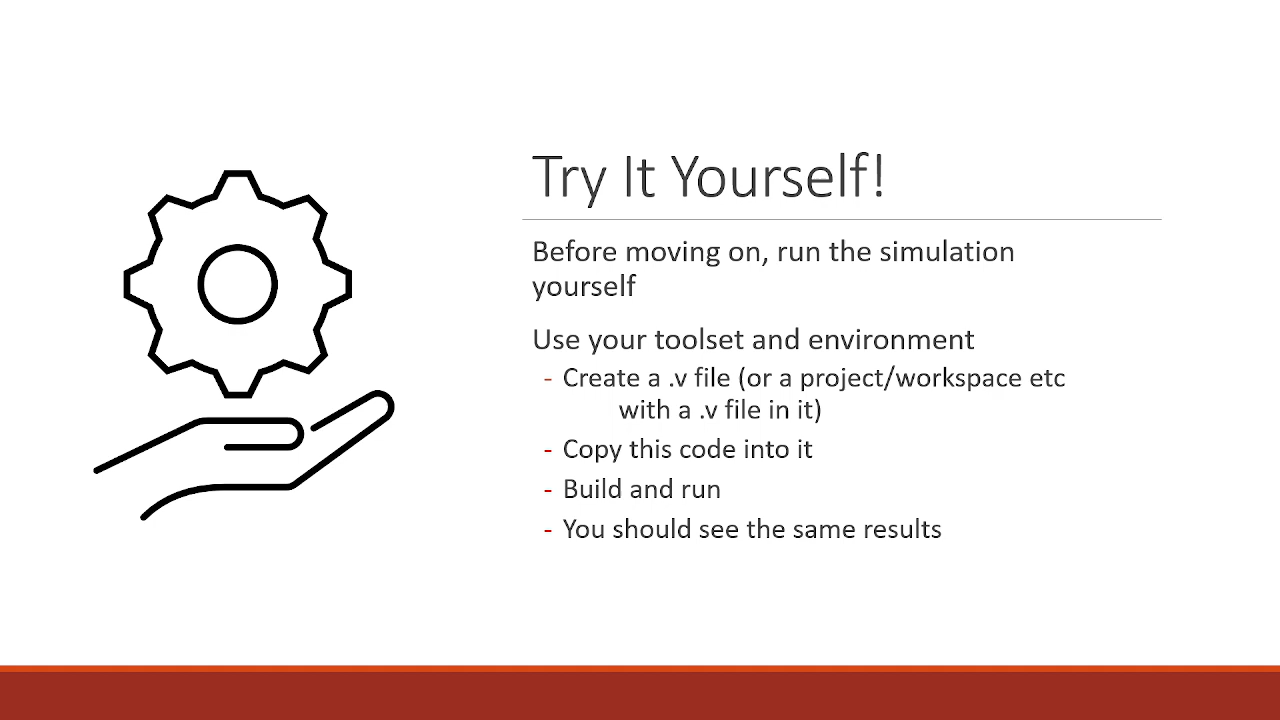 Try It Yourself!
Before moving on, run the simulation
yourself
Use your toolset and environment
- Create a .v file (or a project/workspace etc
with a .v file in it)
- Copy this code into it
- Build and run
- You should see the same results